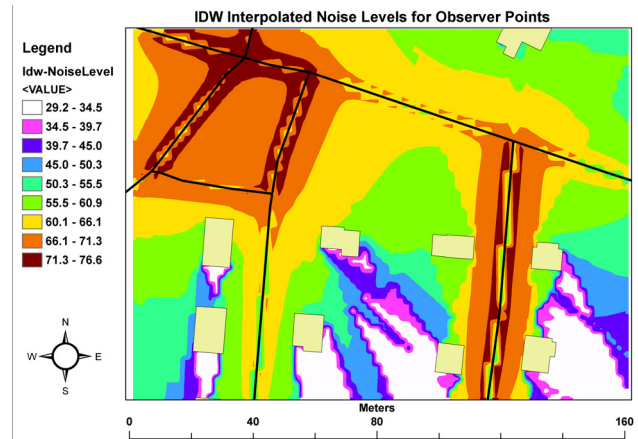 IDW Interpolated Noise Levels for Observer Points
Legend
Idw-NoiseLevel
<VALUE>
29.2 - 34.5
34.5 - 39.7
39.7 - 45.0
45.0 - 50.3
50.3 - 55.5
55.5 - 60.9
60.1 - 66.1
66.1 - 71.3
71.3 - 76.6
N
W E
S
Meters
0 40 80 160